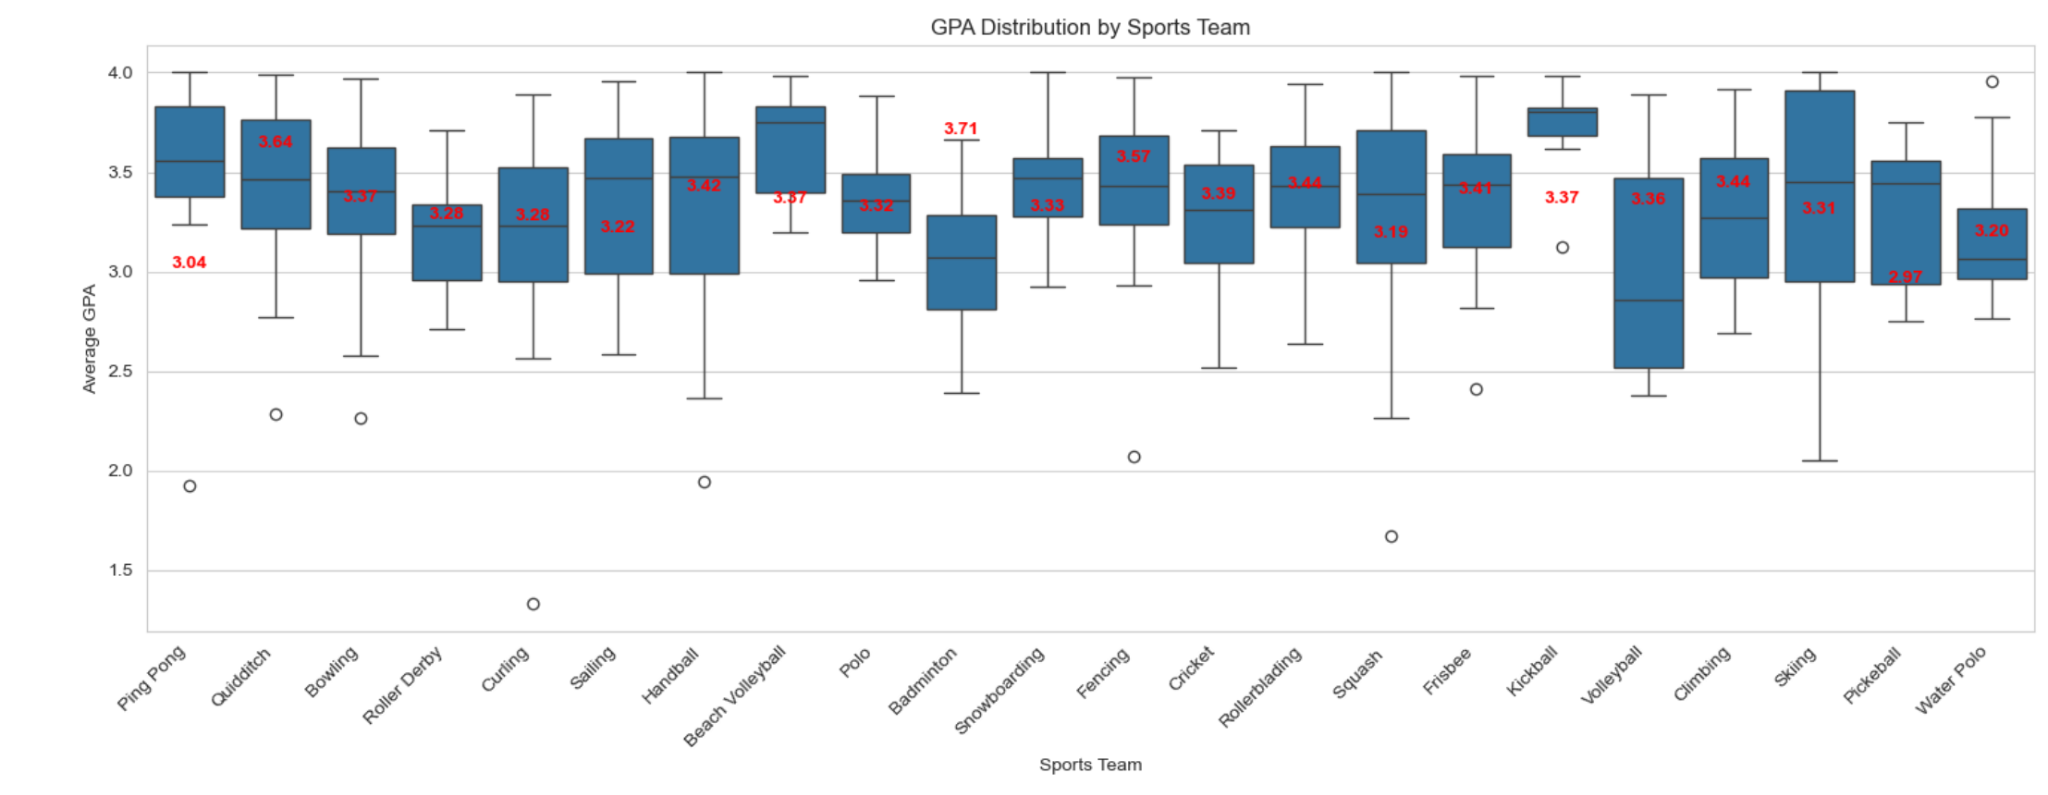 GPA Distribution by Sports Team
Average GPA
4.0
3.5
3.0
2.5
2.0
1.5
3.04
3.64
3.37
3.28
3.28
3.22
3.42
3.37
3.32
3.71
3.33
3.57
3.39
3.44
3.19
3.41
3.37
3.36
3.44
3.31
2.97
3.20
Ping Pong
Quidditch
Bowling
Roller Derby
Curling
Sailing
Handball
Beach Volleyball
Polo
Badminton
Snowboarding
Fencing
Cricket
Rollerblading
Squash
Frisbee
Kickball
Volleyball
Climbing
Skiing
Pickeball
Water Polo
Sports Team